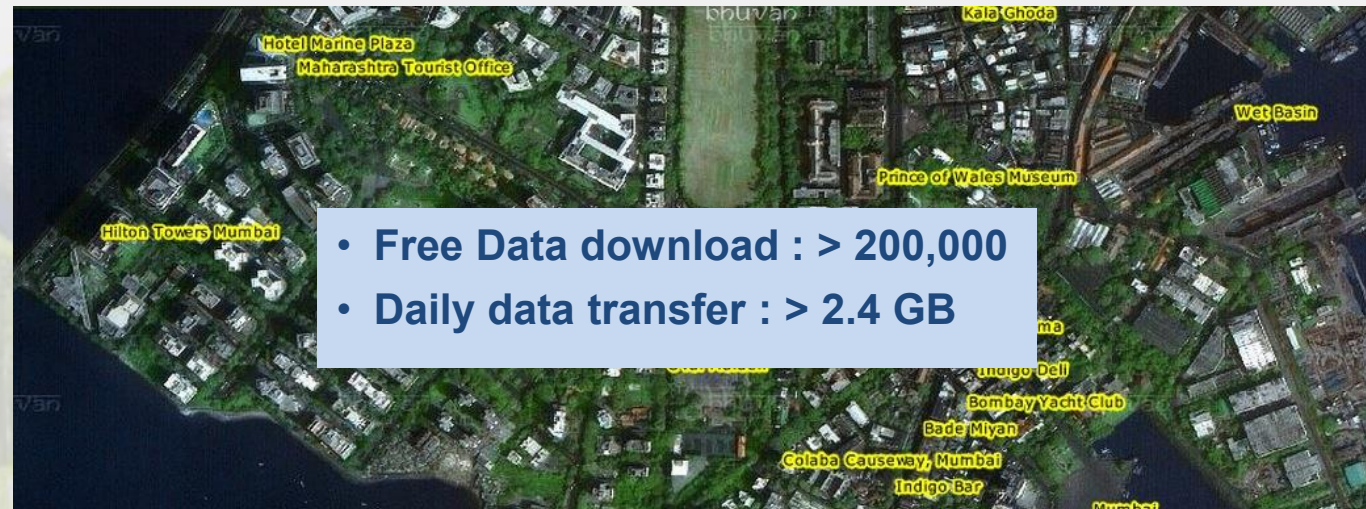 bhuvan
Kala Ghoda
Hotel Marine Plaza
Maharashtra Tourist Office
Wet Basin
Prince of Wales Museum
Hilton Towers Mumbai
• Free Data download : > 200,000
• Daily data transfer : > 2.4 GB
Indigo Deli
Bombay Yacht Club
Bade Miyan
Colaba Causeway, Mumbai
Indigo Bar
Mumbai